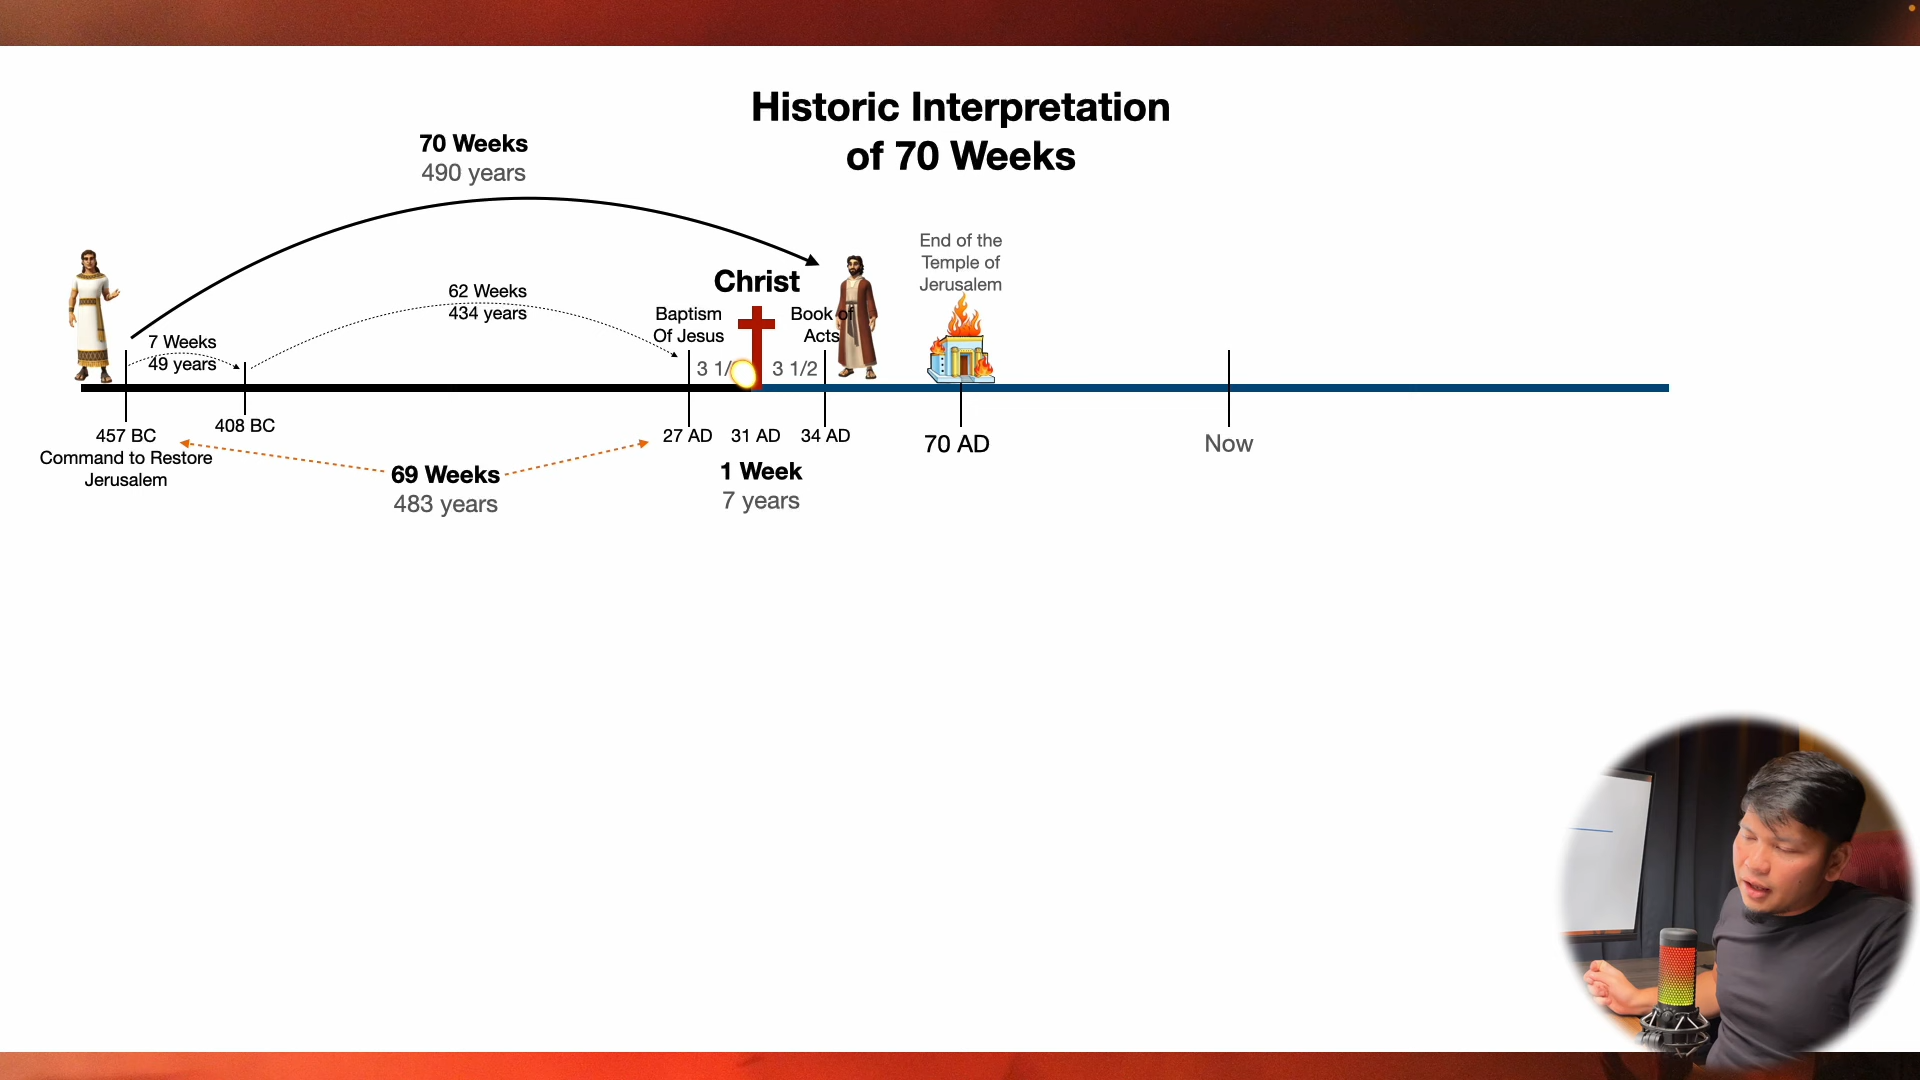 Historic Interpretation
of 70 Weeks
70 Weeks
490 years
End of the
Temple of
Jerusalem
Christ
62 Weeks
434 years
Baptism
Of Jesus
Book of
Acts
7 Weeks
49 years
3 1/
3 1/2
457 BC
Command to Restore
Jerusalem
408 BC
27 AD
31 AD
34 AD
70 AD
Now
69 Weeks
483 years
1 Week
7 years